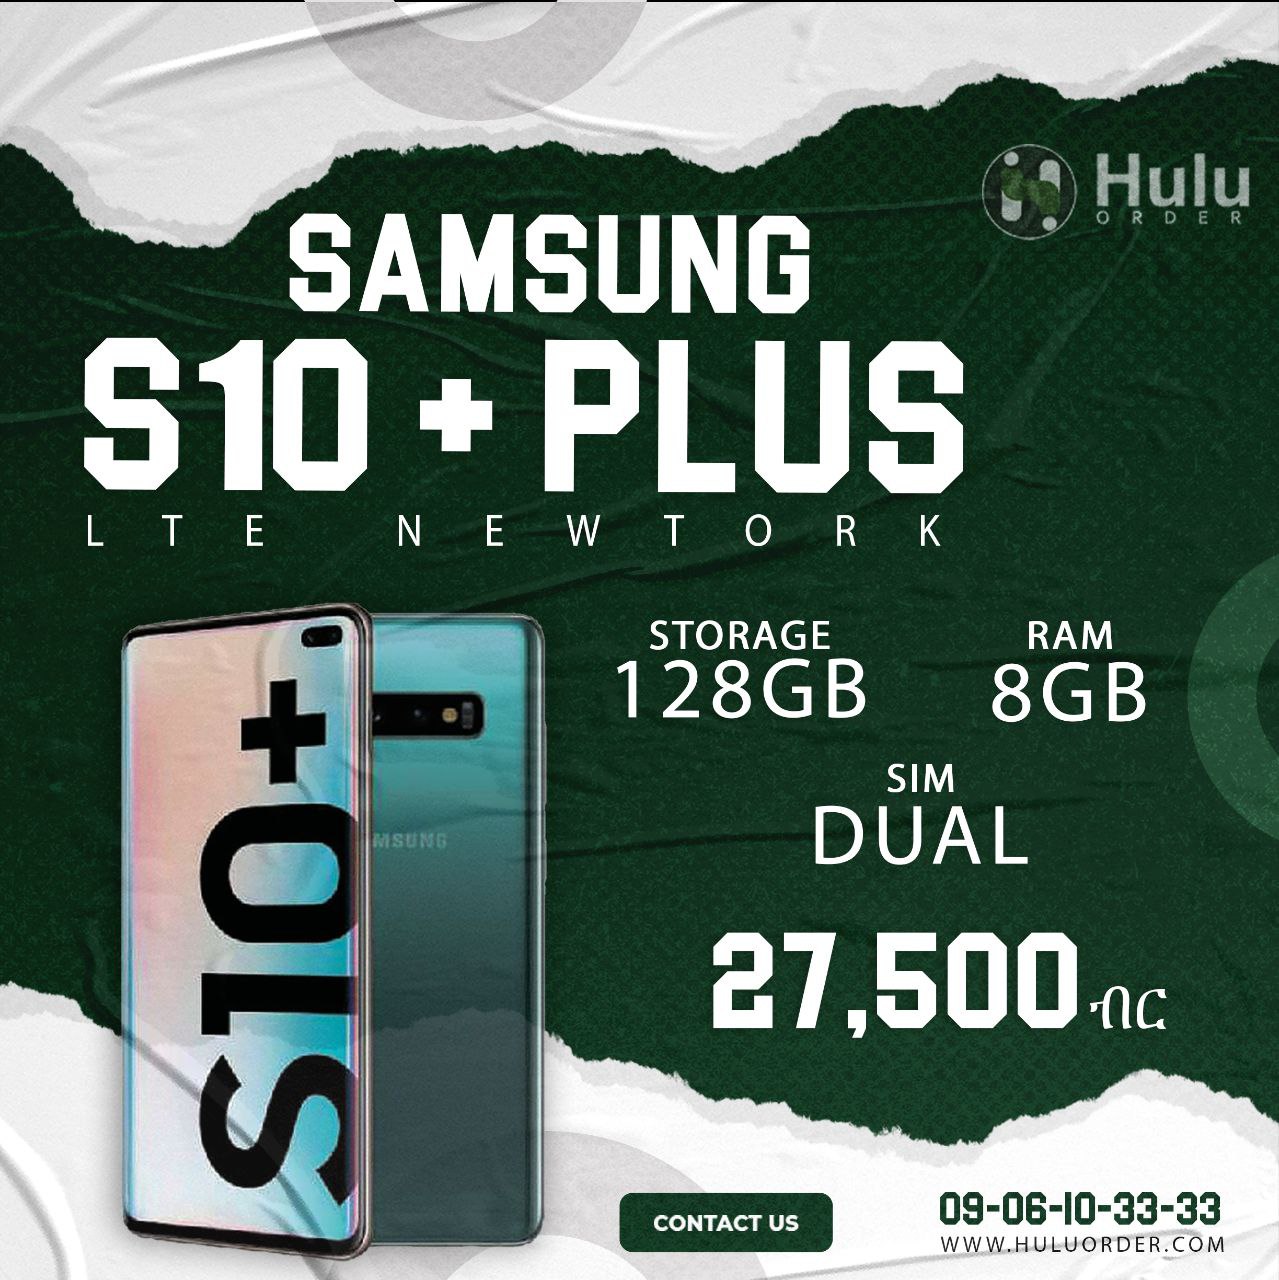 Hulu
ORDER
SAMSUNG
S10 + PLUS
LTE NEWTORK
STORAGE
128GB
RAM
8GB
SIM
DUAL
27,500 ብር
S10+
MSUNG
CONTACT US
09-06-10-33-33
WWW.HULUORDER.COM